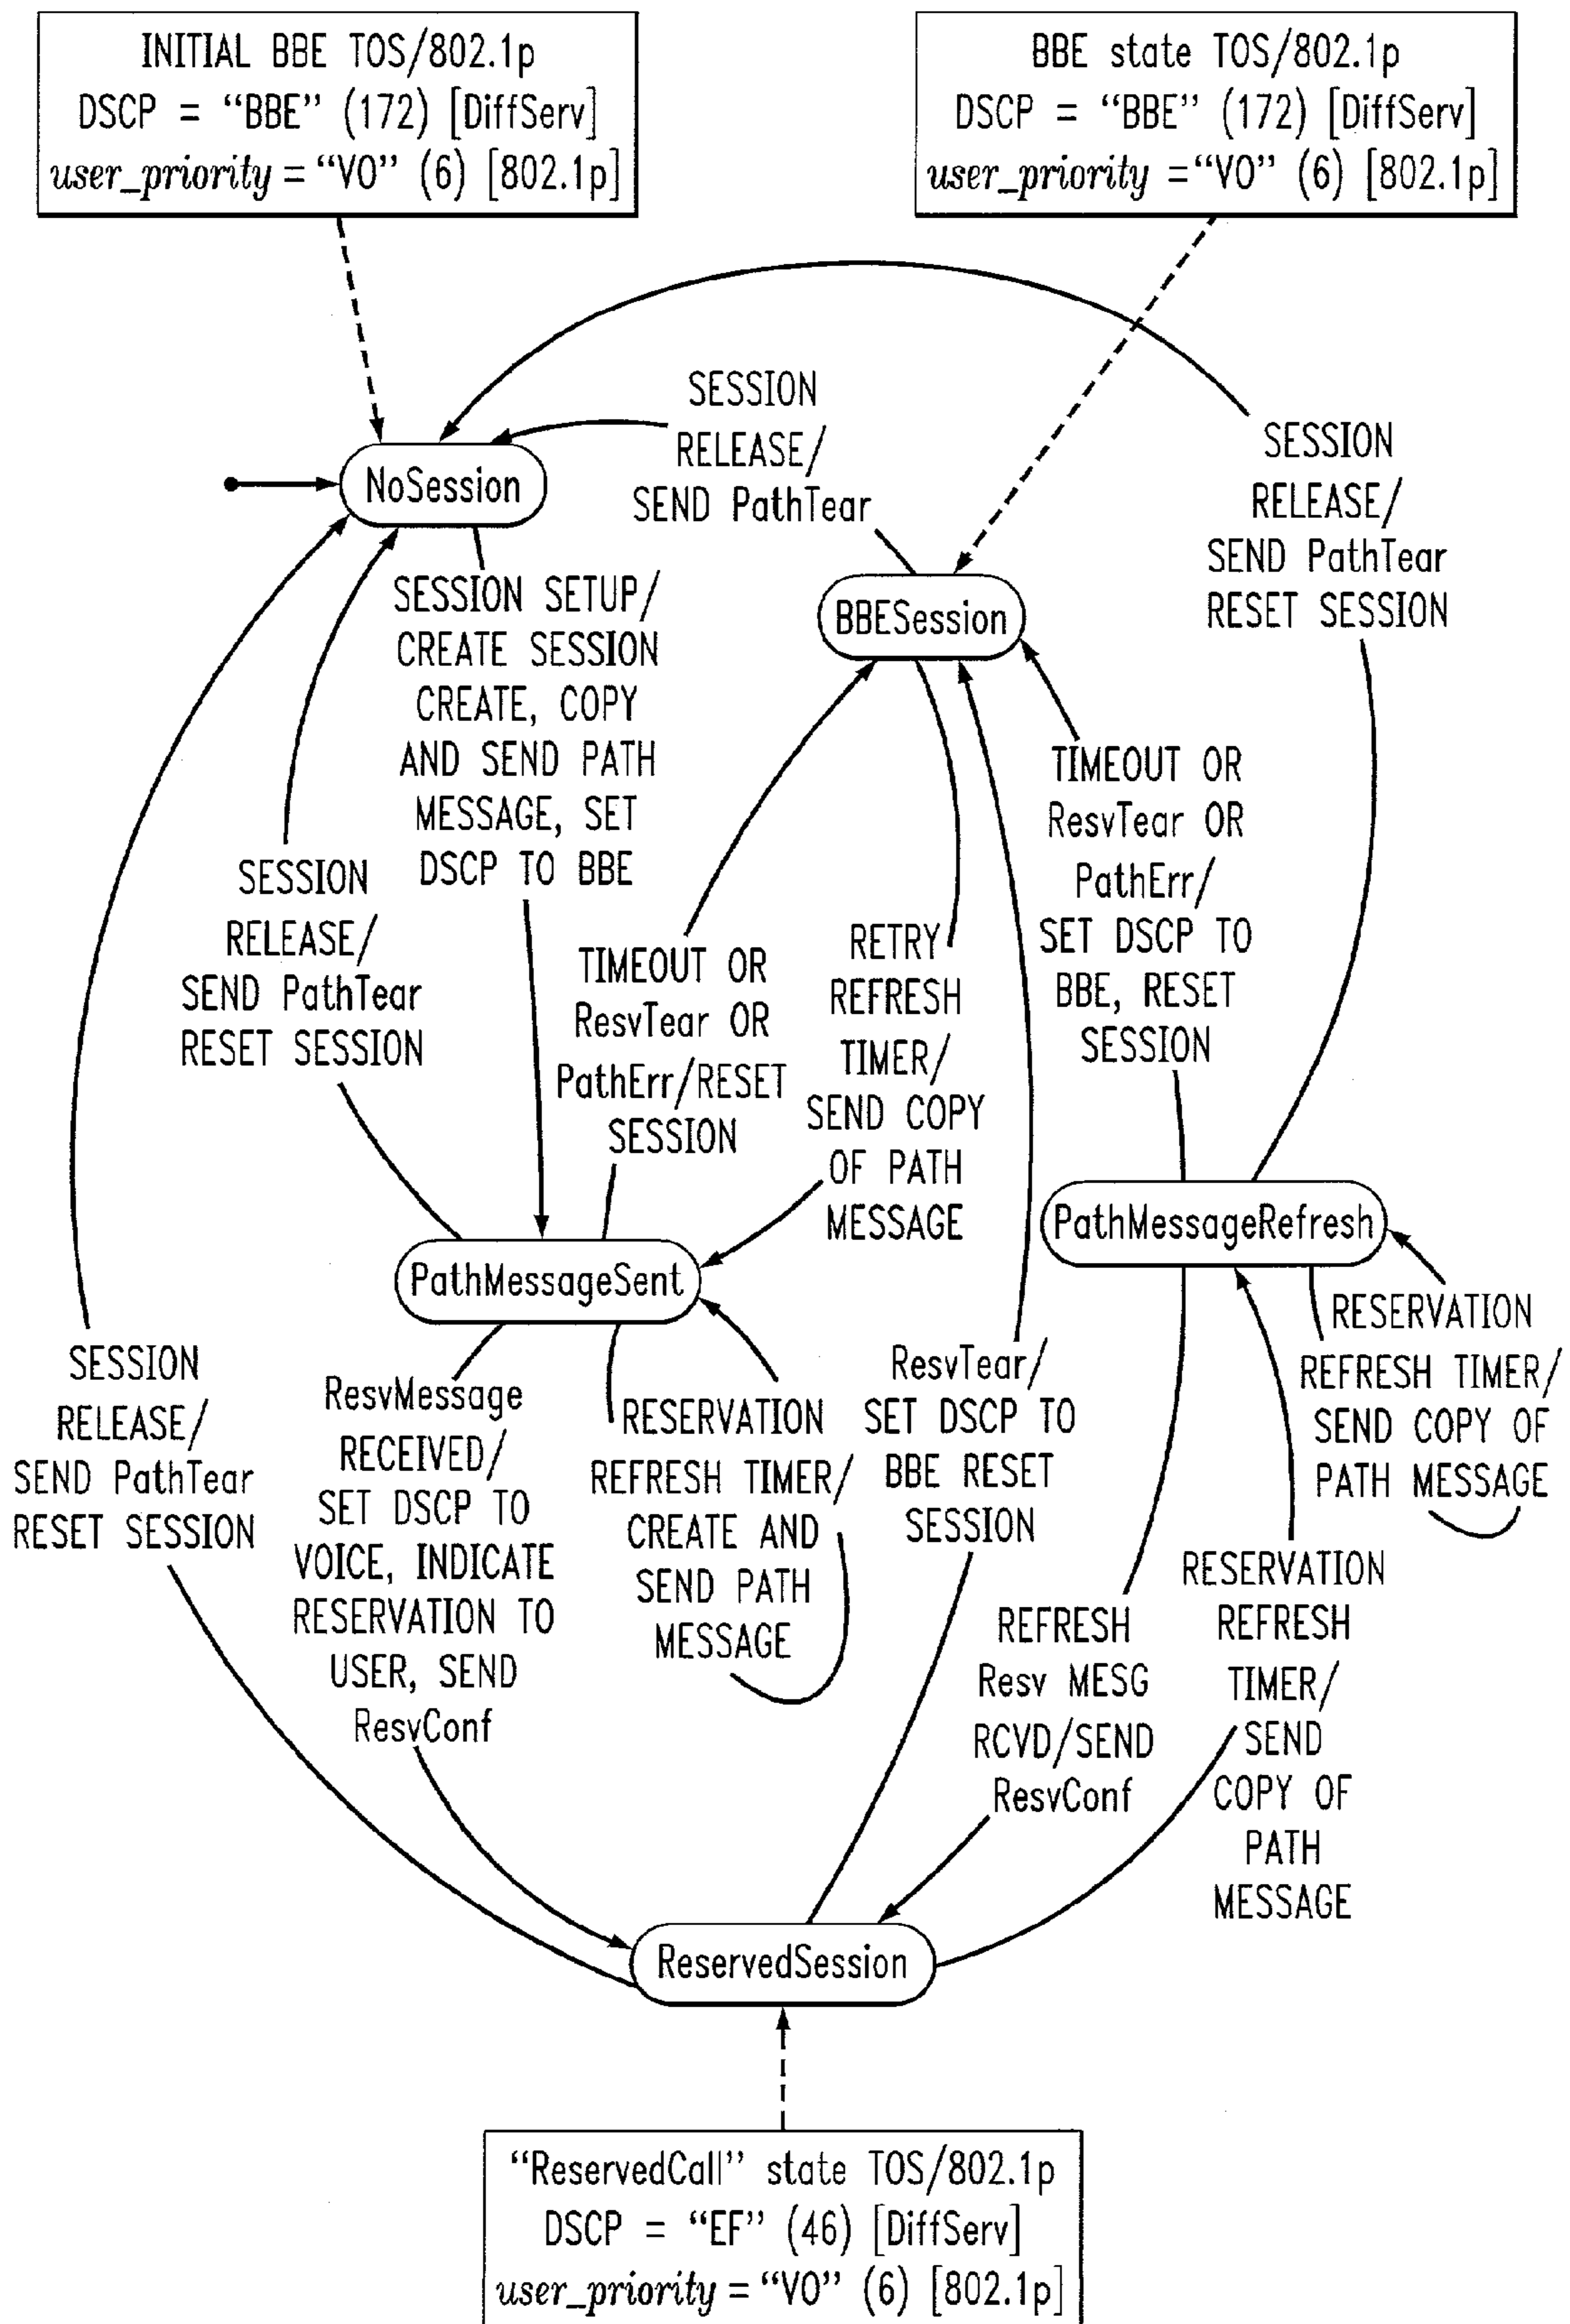 INITIAL BBE TOS/802.1p
DSCP = “BBE” (172) [DiffServ]
user_priority = “VO” (6) [802.1p]
BBE state TOS/802.1p
DSCP = “BBE” (172) [DiffServ]
user_priority =“VO” (6) [802.1p]
SESSION
RELEASE/
SEND PathTear
SESSION
RELEASE/
SEND PathTear
RESET SESSION
NoSession
BBESession
SESSION SETUP/
CREATE SESSION
CREATE, COPY
AND SEND PATH
MESSAGE, SET
DSCP TO BBE
TIMEOUT OR
ResvTear OR
PathErr/
SET DSCP TO
BBE, RESET
SESSION
SESSION
RELEASE/
SEND PathTear
RESET SESSION
TIMEOUT OR
ResvTear OR
PathErr/RESET
SESSION
RETRY
REFRESH
TIMER/
SEND COPY
OF PATH
MESSAGE
PathMessageSent
PathMessageRefresh
SESSION
RELEASE/
SEND PathTear
RESET SESSION
ResvMessage
RECEIVED/
SET DSCP TO
VOICE, INDICATE
RESERVATION TO
USER, SEND
ResvConf
RESERVATION
REFRESH TIMER/
CREATE AND
SEND PATH
MESSAGE
ResvTear/
SET DSCP TO
BBE RESET
SESSION
RESERVATION
REFRESH TIMER/
SEND COPY OF
PATH MESSAGE
REFRESH
Resv MESG
RCVD/SEND
ResvConf
RESERVATION
REFRESH
TIMER/
SEND
COPY OF
PATH
MESSAGE
ReservedSession
“ReservedCall” state TOS/802.1p
DSCP = “EF” (46) [DiffServ]
user_priority = “VO” (6) [802.1p]